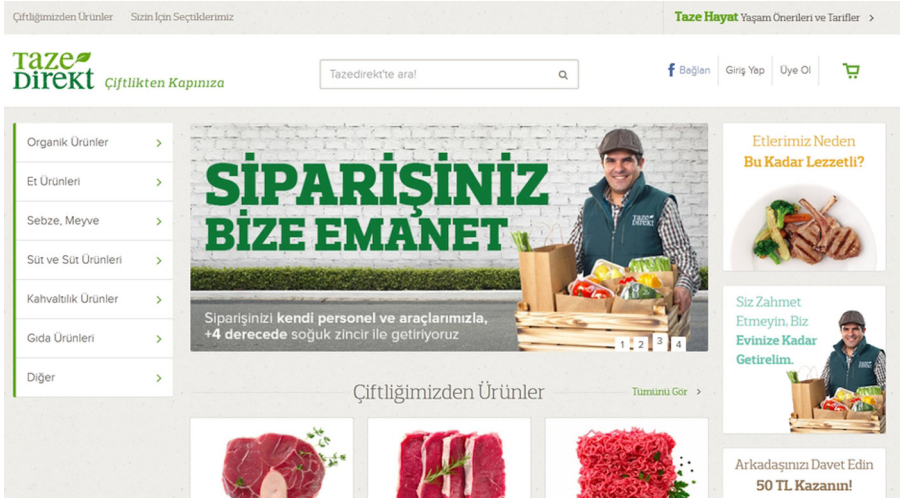 Çiftliğimizden Ürünler
Sizin İçin Seçtiklerimiz
Taze Hayat Yaşam Önerileri ve Tarifler
Taze
Direkt
Çiftlikten Kapınıza
Tazedirekt'te ara!
Bağlan
Giriş Yap
Üye Ol
Organik Ürünler
Et Ürünleri
Sebze, Meyve
Süt ve Süt Ürünleri
Kahvaltılık Ürünler
Gıda Ürünleri
Diğer
SİPARİŞİNİZ
BİZE EMANET
Taze
Direkt
Siparişinizi kendi personel ve araçlarımızla,
+4 derecede soğuk zincir ile getiriyoruz
1 2 3 4
Etlerimiz Neden
Bu Kadar Lezzetli?
Siz Zahmet
Etmeyin, Biz
Evinize Kadar
Getirelim.
Taze
Direkt
Arkadaşınızı Davet Edin
50 TL Kazanın!
Çiftliğimizden Ürünler
Tümünü Gör